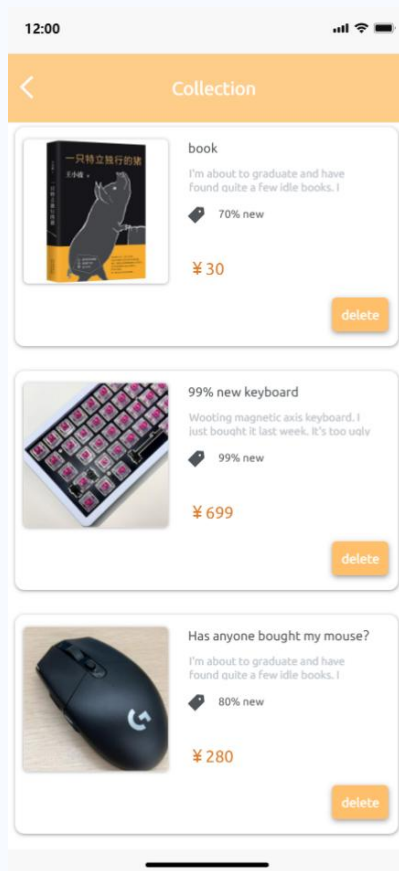 12:00
Collection
一只特立独行的猪
王小波
book
I'm about to graduate and have
found quite a few idle books. I
70% new
¥ 30
delete
99% new keyboard
Wooting magnetic axis keyboard. I
just bought it last week. It's too ugly
99% new
¥ 699
delete
Has anyone bought my mouse?
I'm about to graduate and have
found quite a few idle books. I
80% new
¥ 280
delete